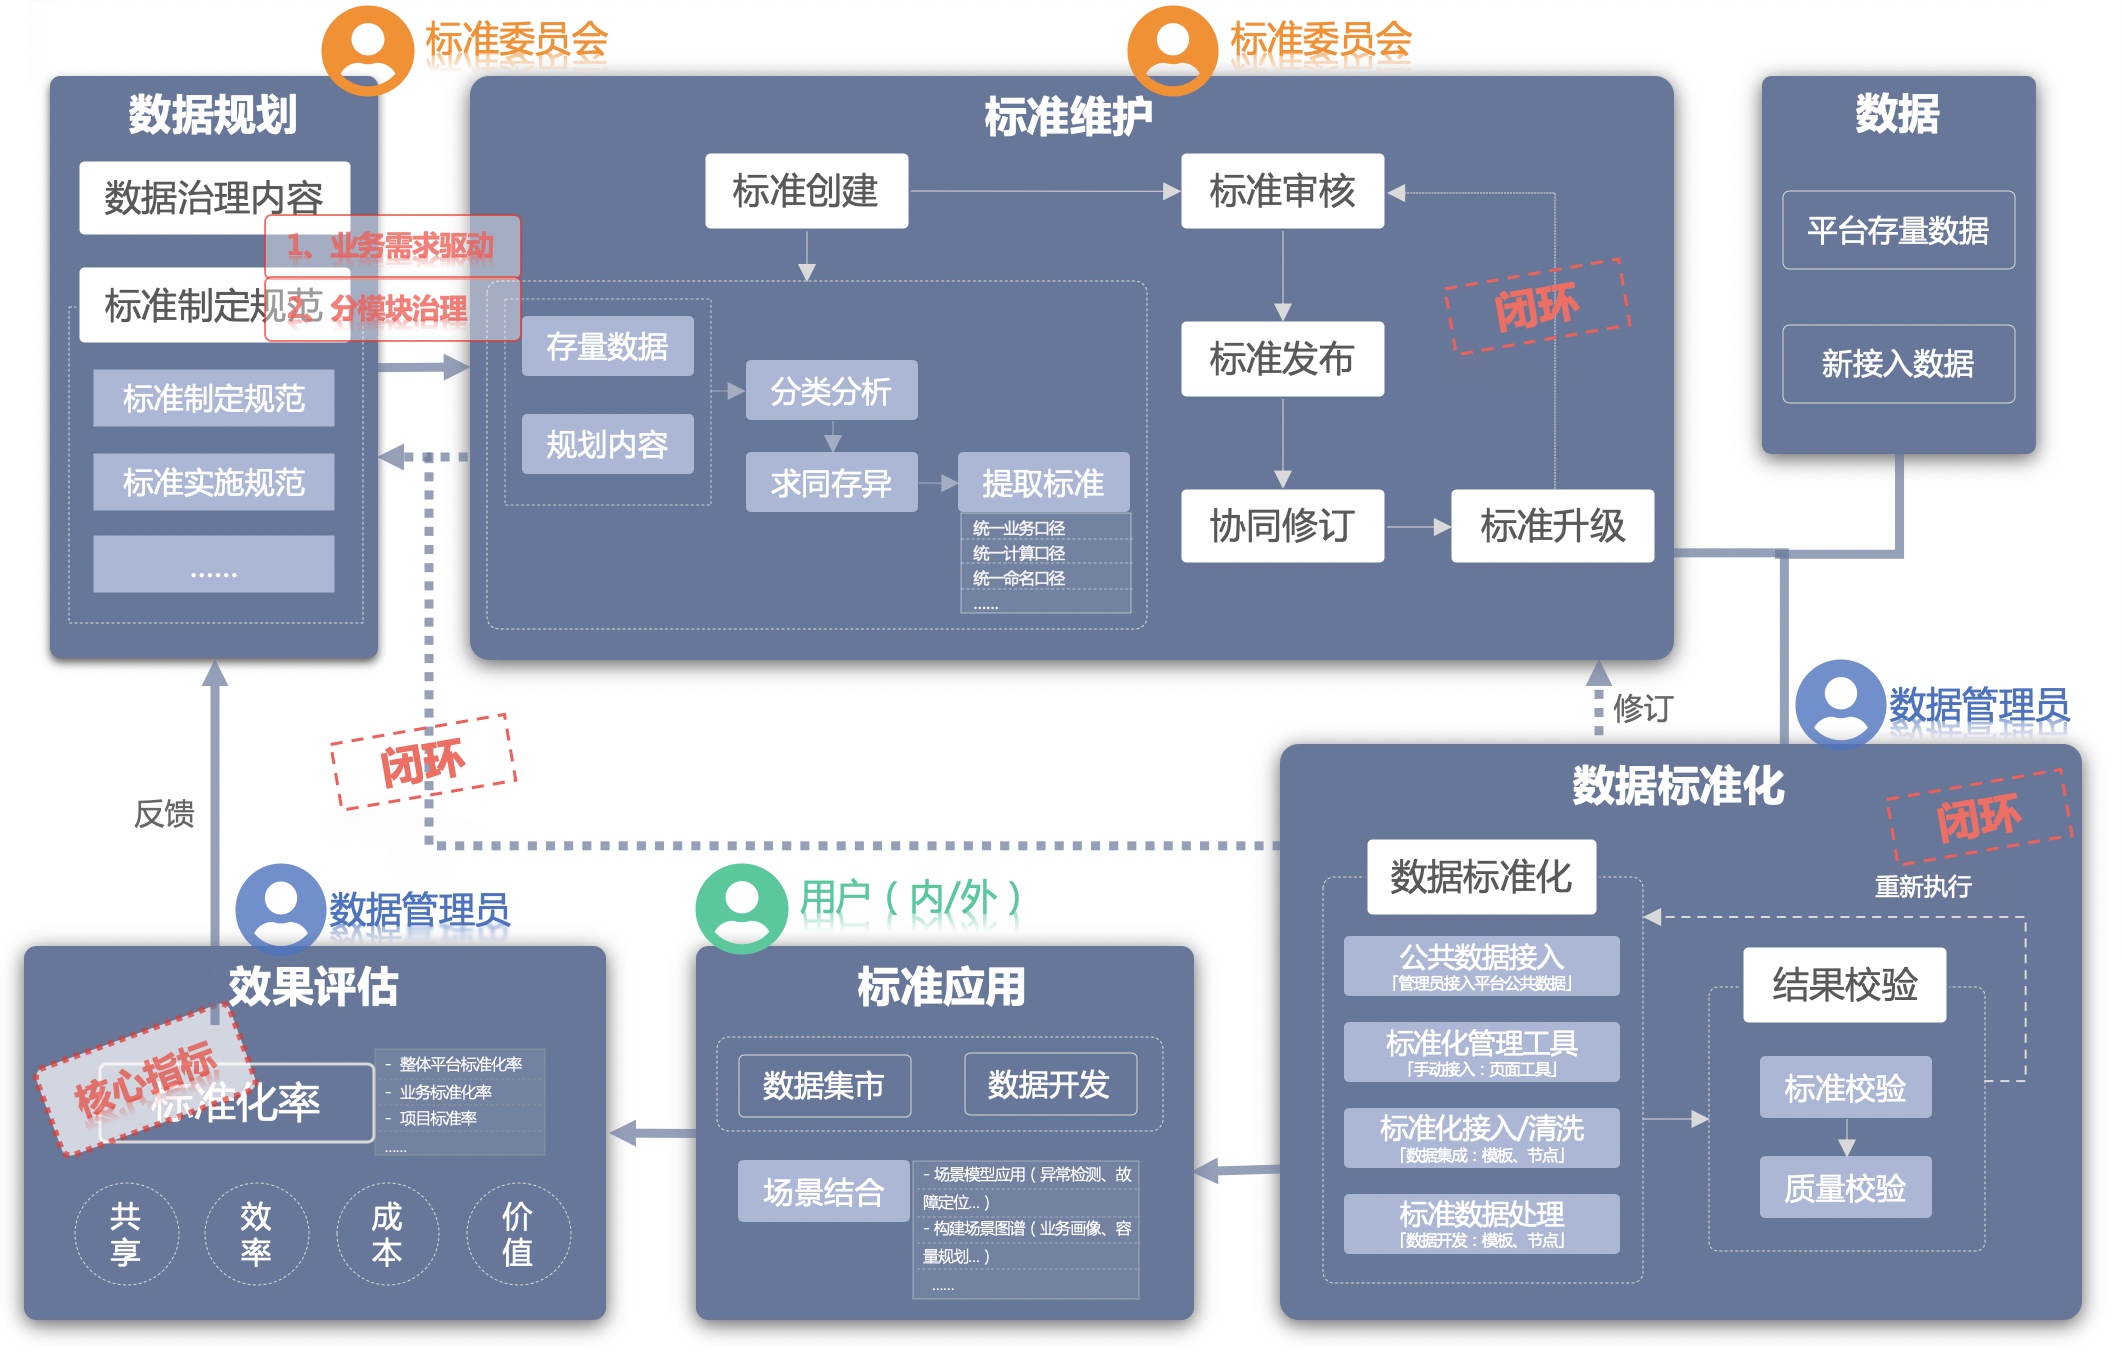 标准委员会
标准委员会
数据规划
数据治理内容
1、业务需求驱动
标准制定规范
2、分模块治理
标准制定规范
标准实施规范
......
标准维护
标准创建
标准审核
存量数据
规划内容
分类分析
求同存异
提取标准
统一业务口径
统一计算口径
统一命名口径
......
标准发布
协同修订
标准升级
闭环
数据
平台存量数据
新接入数据
修订
数据管理员
反馈
闭环
数据标准化
闭环
数据标准化
重新执行
公共数据接入
「管理员接入平台公共数据」
标准化管理工具
「手动接入：页面工具」
标准化接入/清洗
「数据集成：模板、节点」
标准数据处理
「数据开发：模板、节点」
结果校验
标准校验
质量校验
用户（内/外）
标准应用
数据集市
数据开发
场景结合
- 场景模型应用（异常检测、故
障定位...）
- 构建场景图谱（业务画像、容
量规划...）
......
数据管理员
效果评估
核心指标
标准化率
- 整体平台标准化率
- 业务标准化率
- 项目标准率
......
共
享
效
率
成
本
价
值